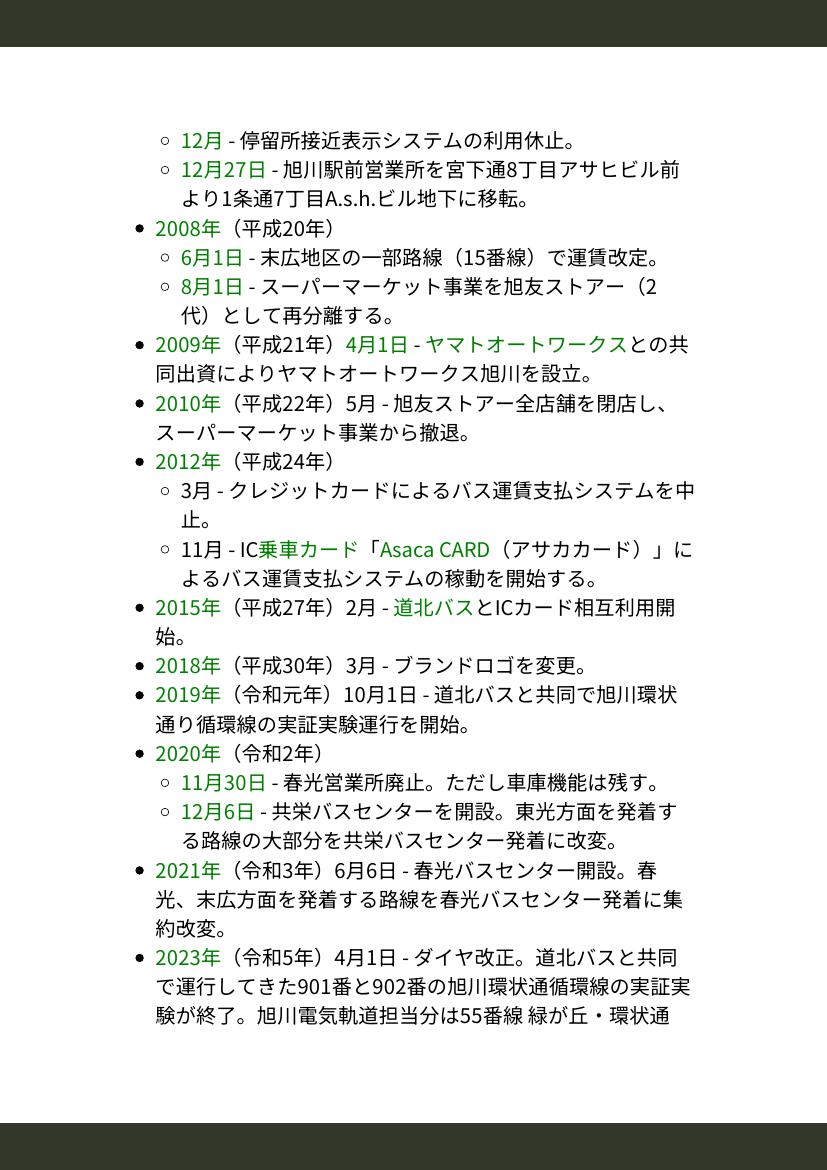 12月 - 停留所接近表示システムの利用休止。
12月27日 - 旭川駅前営業所を宮下通8丁目アサヒビル前
より1条通7丁目A.s.h.ビル地下に移転。
2008年（平成20年）
6月1日 - 末広地区の一部路線（15番線）で運賃改定。
8月1日 - スーパーマーケット事業を旭友ストアー（2
代）として再分離する。
2009年（平成21年）4月1日 - ヤマトオートワークスとの共
同出資によりヤマトオートワークス旭川を設立。
2010年（平成22年）5月 - 旭友ストアー全店舗を閉店し、
スーパーマーケット事業から撤退。
2012年（平成24年）
3月 - クレジットカードによるバス運賃支払システムを中
止。
11月 - IC乗車カード「Asaca CARD（アサカカード）」に
よるバス運賃支払システムの稼動を開始する。
2015年（平成27年）2月 - 道北バスとICカード相互利用開
始。
2018年（平成30年）3月 - ブランドロゴを変更。
2019年（令和元年）10月1日 - 道北バスと共同で旭川環状
通り循環線の実証実験運行を開始。
2020年（令和2年）
11月30日 - 春光営業所廃止。ただし車庫機能は残す。
12月6日 - 共栄バスセンターを開設。東光方面を発着す
る路線の大部分を共栄バスセンター発着に改変。
2021年（令和3年）6月6日 - 春光バスセンター開設。春
光、末広方面を発着する路線を春光バスセンター発着に集
約改変。
2023年（令和5年）4月1日 - ダイヤ改正。道北バスと共同
で運行してきた901番と902番の旭川環状通循環線の実証実
験が終了。旭川電気軌道担当分は55番線 緑が丘・環状通